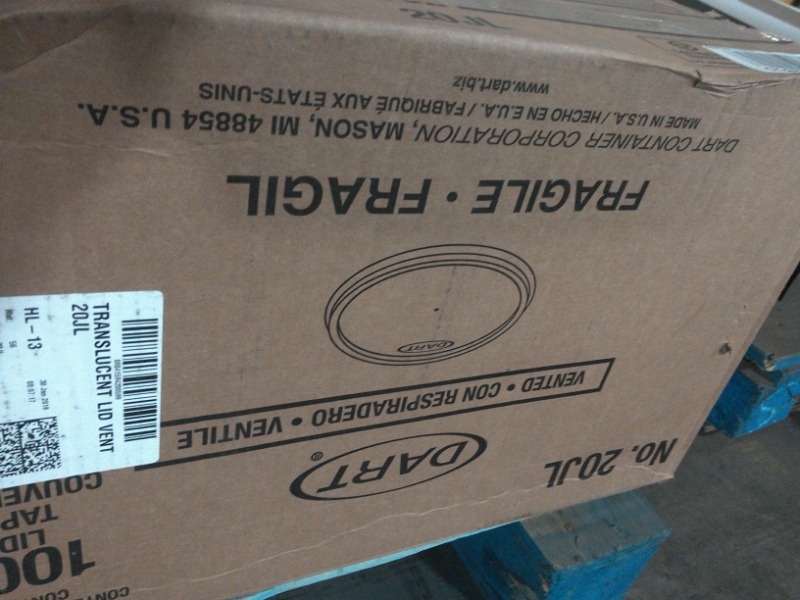 No. 20JL
DART®
VENTED • CON RESPIRADERO • VENTILE
DART
FRAGILE • FRAGIL
DART CONTAINER CORPORATION, MASON, MI 48854 U.S.A.
MADE IN U.S.A. / HECHO EN E.U.A. / FABRIQUÉ AUX ÉTATS-UNIS
www.dart.biz
100
LID
TAP
COUVE
TRANSLUCENT LID VENT
20JL
HL-13